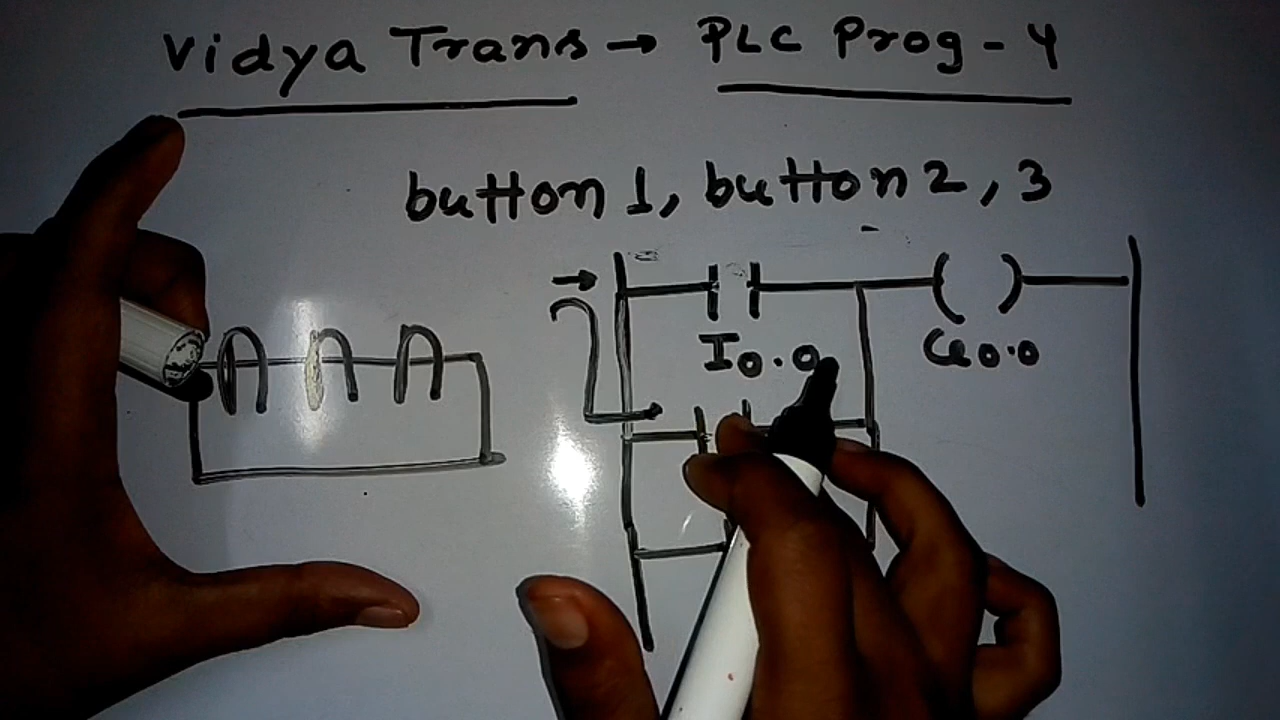 Vidya Trans → PLC Prog - 4
button 1, button 2, 3
I0.0
Q0.0